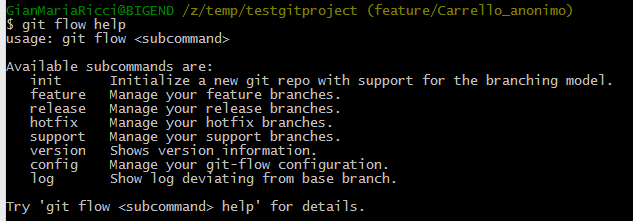 GianMariaRicci@BIGEND /z/temp/testgitproject (feature/Carrello_anonimo)
$ git flow help
usage: git flow <subcommand>

Available subcommands are:
   init      Initialize a new git repo with support for the branching model.
   feature   Manage your feature branches.
   release   Manage your release branches.
   hotfix    Manage your hotfix branches.
   support   Manage your support branches.
   version   Shows version information.
   config    Manage your git-flow configuration.
   log       Show log deviating from base branch.

Try 'git flow <subcommand> help' for details.